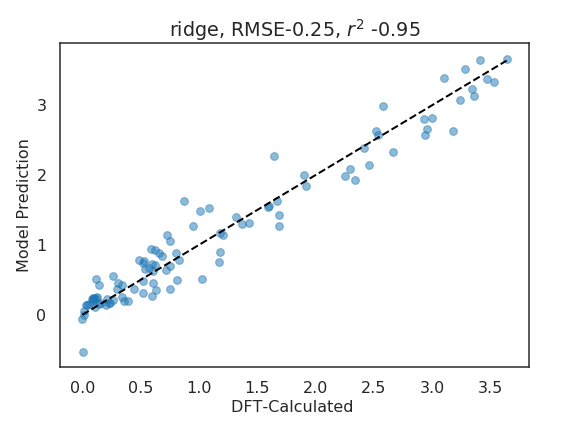 ridge, RMSE-0.25, r² -0.95
Model Prediction
3
2
1
0
0.0 0.5 1.0 1.5 2.0 2.5 3.0 3.5
DFT-Calculated